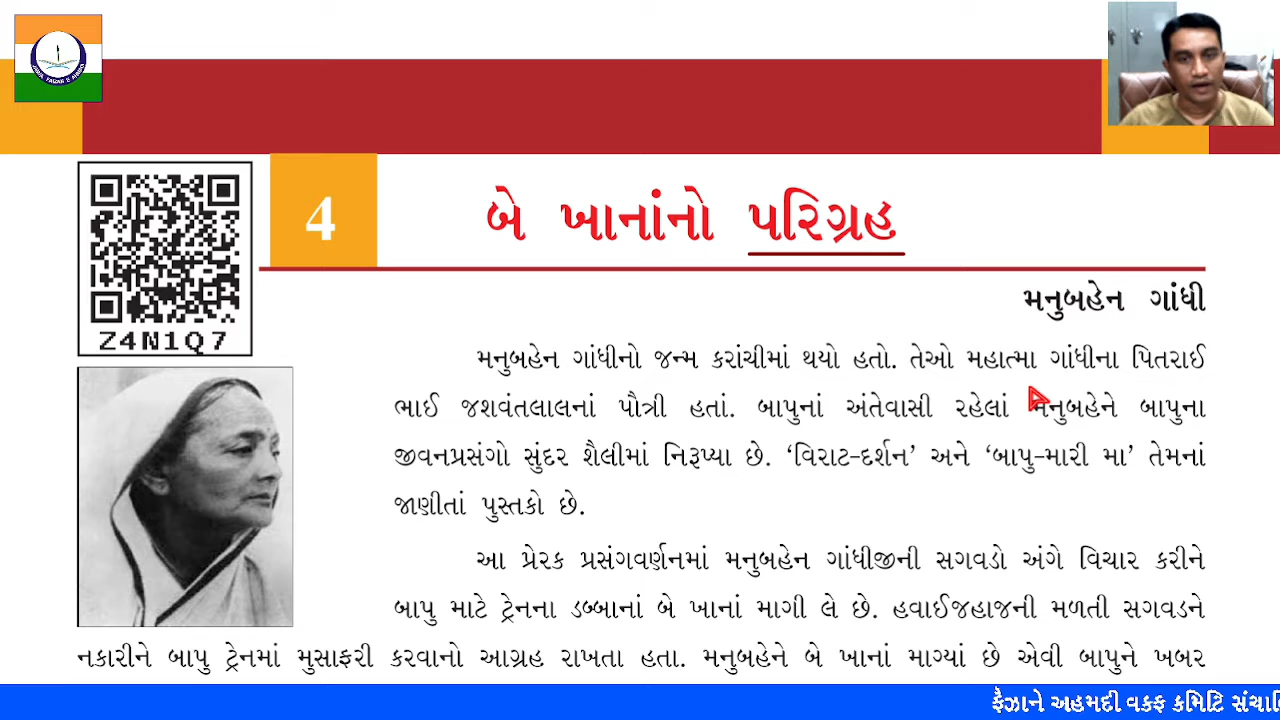 4
બે ખાનાંનો પરિગ્રહ
Z4N1Q7
મનુબહેન ગાંધી
મનુબહેન ગાંધીનો જન્મ કરાંચીમાં થયો હતો. તેઓ મહાત્મા ગાંધીના પિતરાઈ
ભાઈ જશવંતલાલનાં પૌત્રી હતાં. બાપુનાં અંતેવાસી રહેલાં મનુબહેને બાપુના
જીવનપ્રસંગો સુંદર શૈલીમાં નિરૂપ્યા છે. ‘વિરાટ-દર્શન’ અને ‘બાપુ-મારી મા’ તેમનાં
જાણીતાં પુસ્તકો છે.
આ પ્રેરક પ્રસંગવર્ણનમાં મનુબહેન ગાંધીજીની સગવડો અંગે વિચાર કરીને
બાપુ માટે ટ્રેનના ડબ્બાનાં બે ખાનાં માગી લે છે. હવાઈજહાજની મળતી સગવડને
નકારીને બાપુ ટ્રેનમાં મુસાફરી કરવાનો આગ્રહ રાખતા હતા. મનુબહેને બે ખાનાં માગ્યાં છે એવી બાપુને ખબર
ફૈઝાને અહમદી વકફ કમિટિ